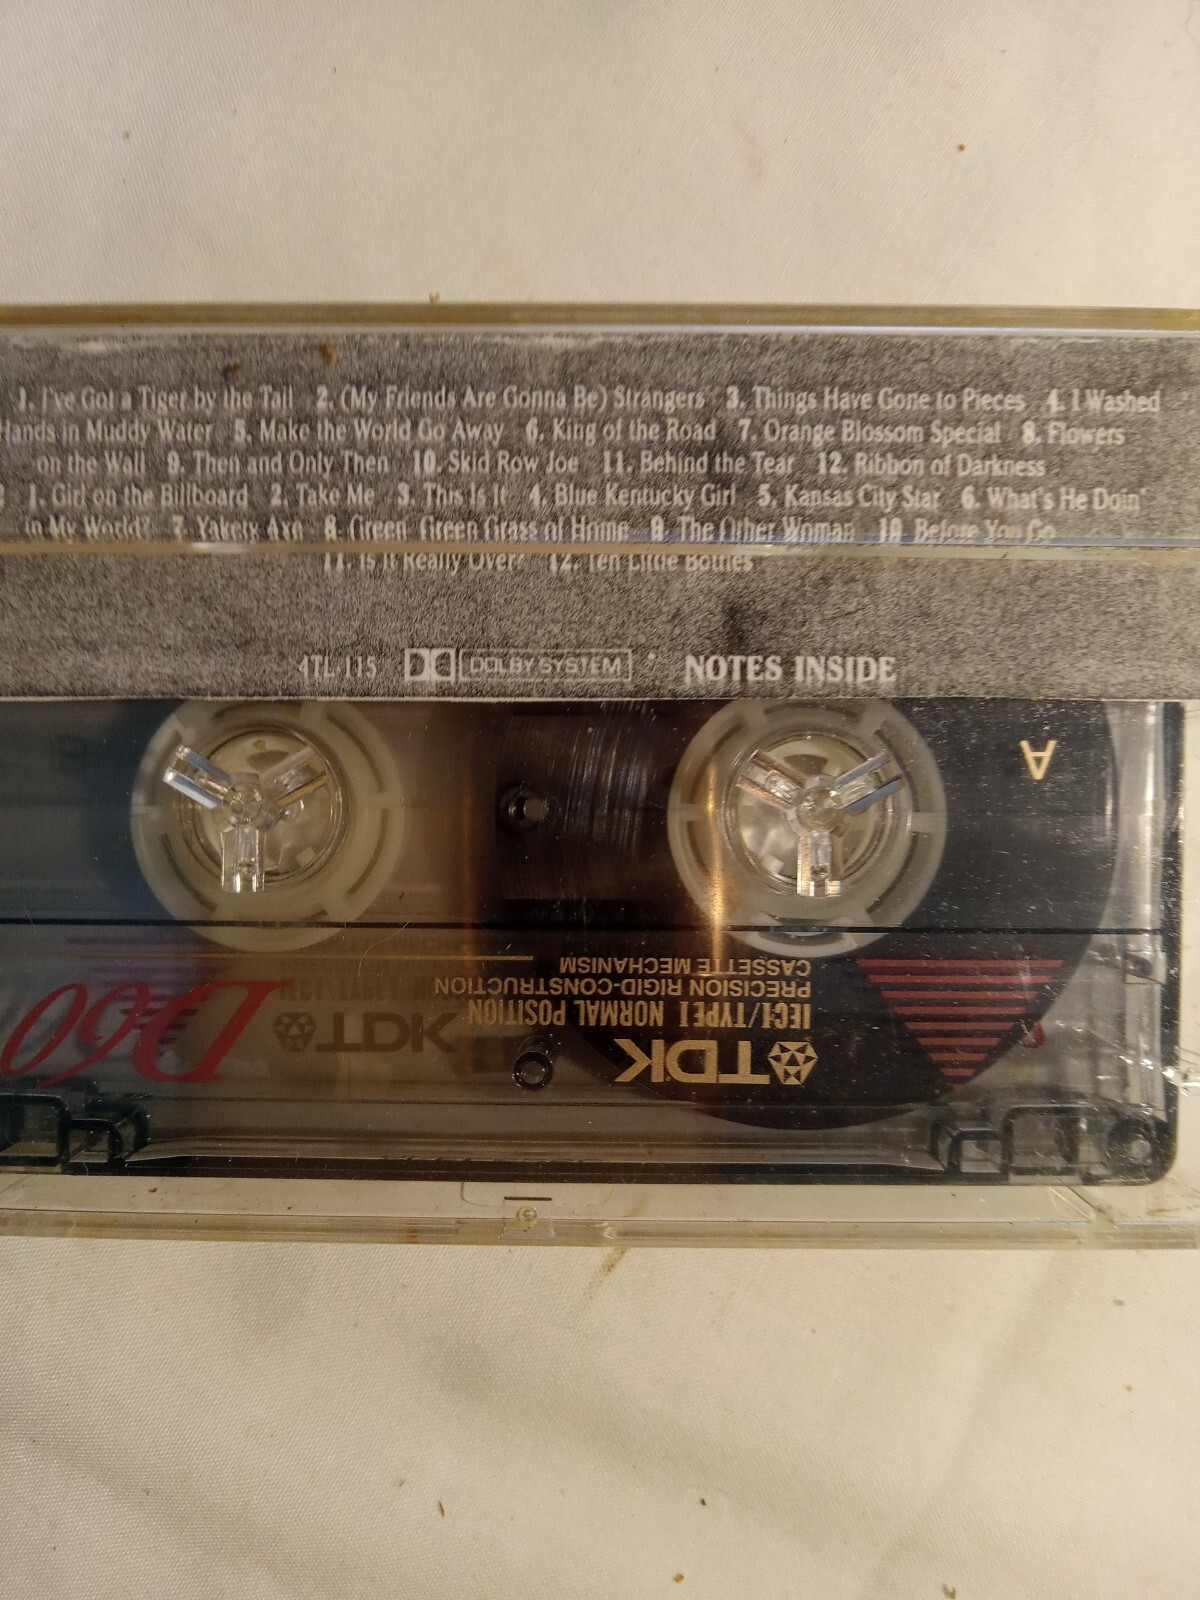 1. I've Got a Tiger by the Tail 2. (My Friends Are Gonna Be) Strangers 3. Things Have Gone to Pieces 4. I Washed
Hands in Muddy Water 5. Make the World Go Away 6. King of the Road 7. Orange Blossom Special 8. Flowers
on the Wall 9. Then and Only Then 10. Skid Row Joe 11. Behind the Tear 12. Ribbon of Darkness
1. Girl on the Billboard 2. Take Me 3. This Is It 4. Blue Kentucky Girl 5. Kansas City Star 6. What's He Doin'
in My World? 7. Yakety Axe 8. Green, Green Grass of Home 9. The Other Woman 10. Before You Go
11. Is It Really Over? 12. Ten Little Bottles
4TL-115 DOLBY SYSTEM NOTES INSIDE
A
CASSETTE MECHANISM
PRECISION RIGID-CONSTRUCTION
IECI/TYPE I NORMAL POSITION
TDK
D60
TDK